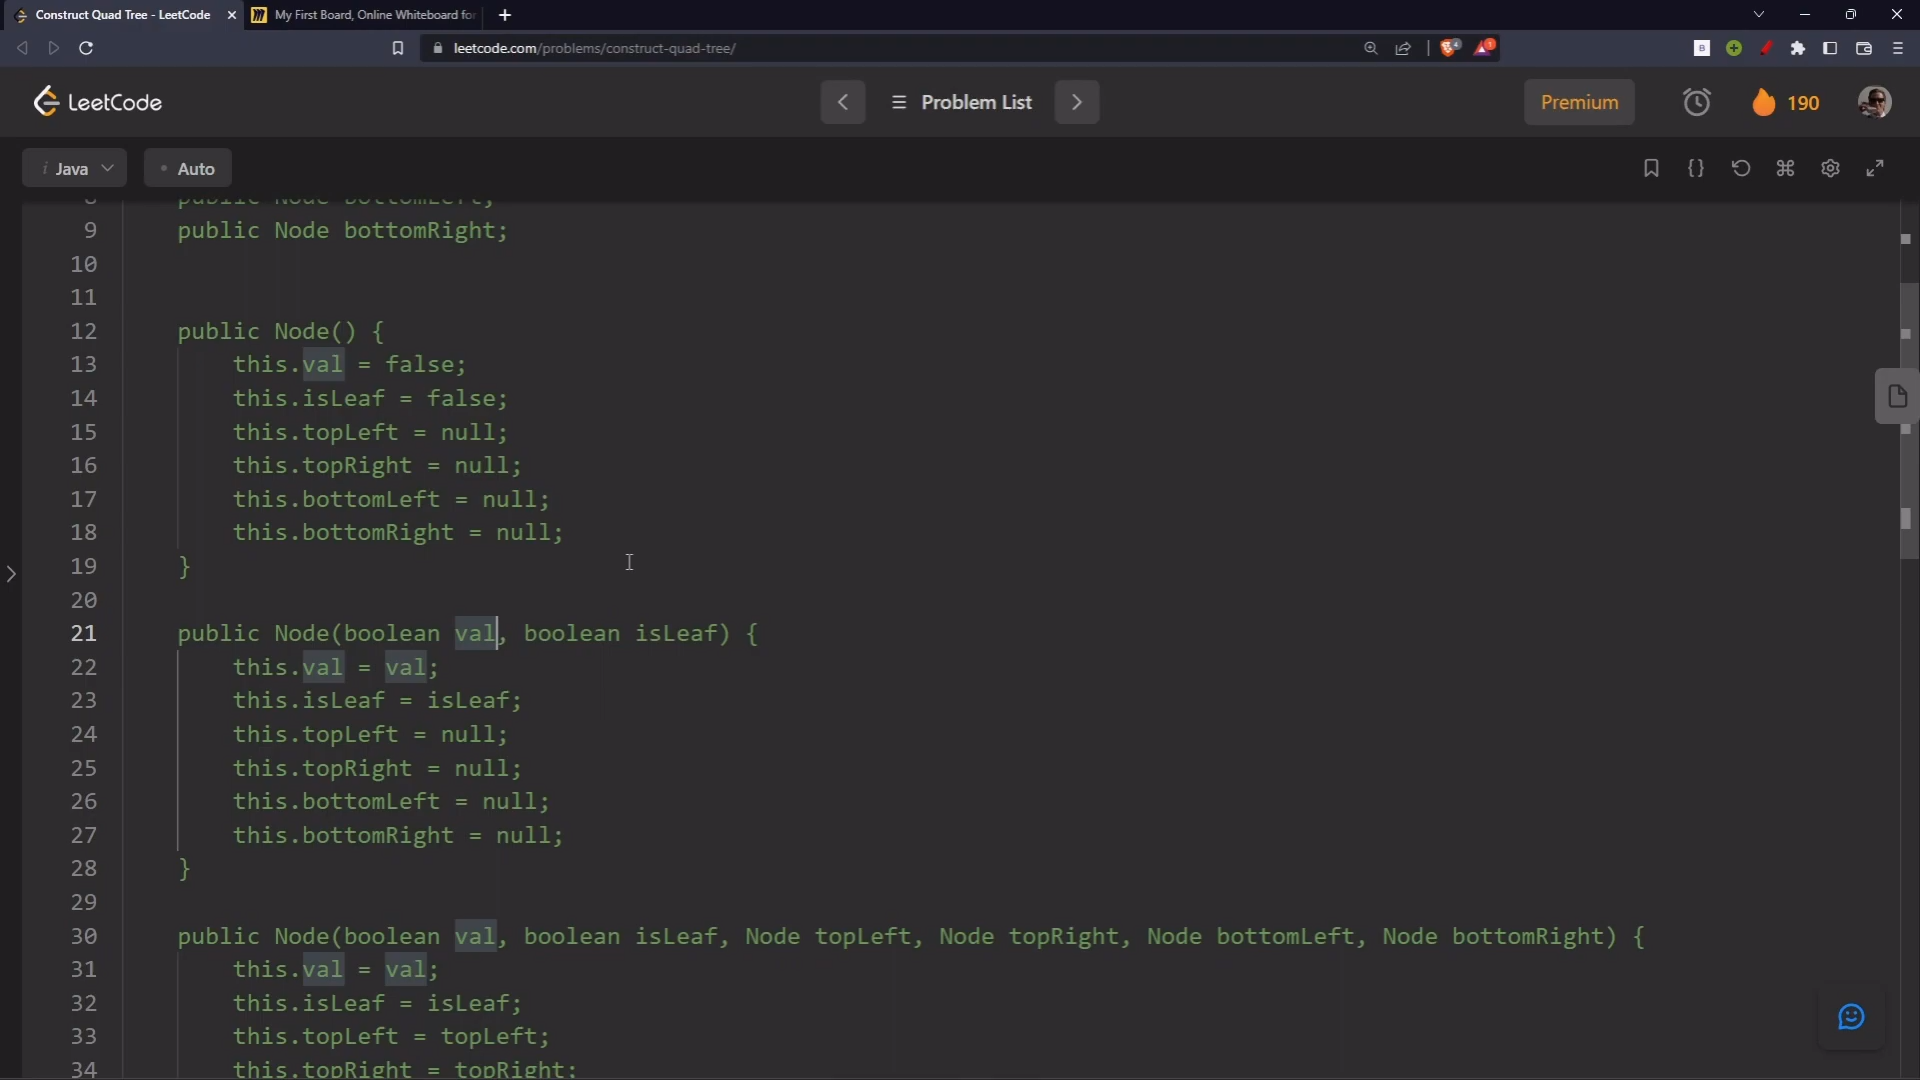 Construct Quad Tree - LeetCode
My First Board, Online Whiteboard for
leetcode.com/problems/construct-quad-tree/
B
4
1
LeetCode
Problem List
Premium
190
i Java
Auto
8 public Node bottomLeft;
9 public Node bottomRight;
10
11
12 public Node() {
13 this.val = false;
14 this.isLeaf = false;
15 this.topLeft = null;
16 this.topRight = null;
17 this.bottomLeft = null;
18 this.bottomRight = null;
19 }
20
21 public Node(boolean val, boolean isLeaf) {
22 this.val = val;
23 this.isLeaf = isLeaf;
24 this.topLeft = null;
25 this.topRight = null;
26 this.bottomLeft = null;
27 this.bottomRight = null;
28 }
29
30 public Node(boolean val, boolean isLeaf, Node topLeft, Node topRight, Node bottomLeft, Node bottomRight) {
31 this.val = val;
32 this.isLeaf = isLeaf;
33 this.topLeft = topLeft;
34 this.topRight = topRight;